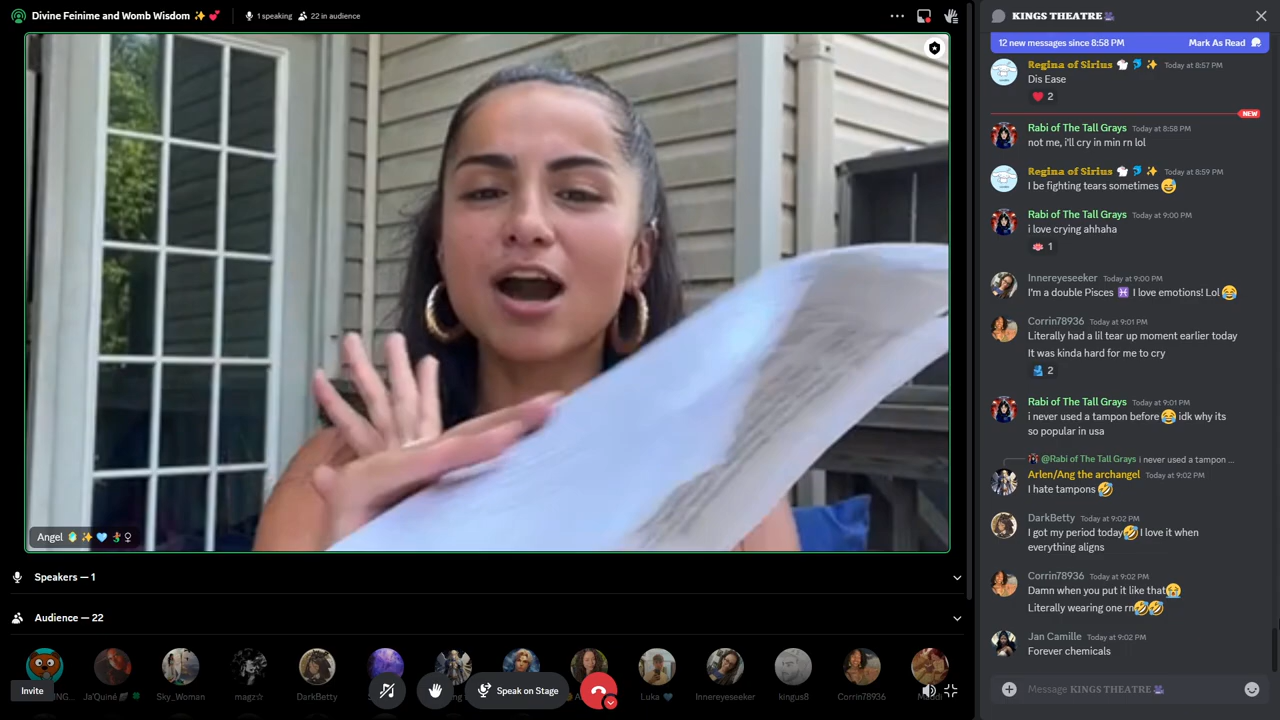 Divine Feinime and Womb Wisdom ✨ 💕
1 speaking
22 in audience
Angel
Speakers — 1
Audience — 22
Ja'Quiné
Sky_Woman
magz☆
DarkBetty
Luka
Innereyeseeker
kingus8
Corrin78936
Invite
Speak on Stage
KINGS THEATRE
12 new messages since 8:58 PM
Mark As Read
Regina of Sirius Today at 8:57 PM
Dis Ease
2
NEW
Rabi of The Tall Grays Today at 8:58 PM
not me, i'll cry in min rn lol
Regina of Sirius Today at 8:59 PM
I be fighting tears sometimes 😅
Rabi of The Tall Grays Today at 9:00 PM
i love crying ahhaha
1
Innereyeseeker Today at 9:00 PM
I'm a double Pisces ♓ I love emotions! Lol 😂
Corrin78936 Today at 9:01 PM
Literally had a lil tear up moment earlier today
It was kinda hard for me to cry
2
Rabi of The Tall Grays Today at 9:01 PM
i never used a tampon before 😂 idk why its
so popular in usa
@Rabi of The Tall Grays i never used a tampon ...
Arlen/Ang the archangel Today at 9:02 PM
I hate tampons 🤣
DarkBetty Today at 9:02 PM
I got my period today🤣 I love it when
everything aligns
Corrin78936 Today at 9:02 PM
Damn when you put it like that😭
Literally wearing one rn🤣🤣
Jan Camille Today at 9:02 PM
Forever chemicals
Message KINGS THEATRE